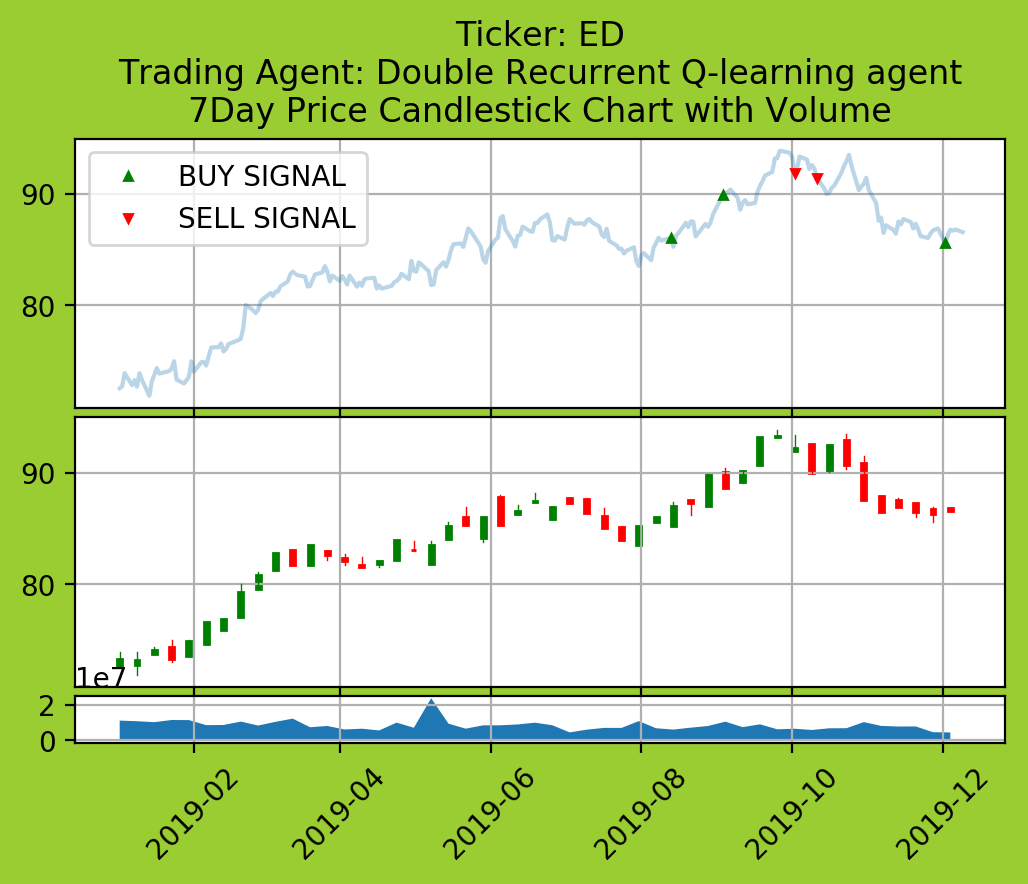 Ticker: ED
Trading Agent: Double Recurrent Q-learning agent
7Day Price Candlestick Chart with Volume
BUY SIGNAL
SELL SIGNAL
90
80
90
80
1e7
2
0
2019-02
2019-04
2019-06
2019-08
2019-10
2019-12